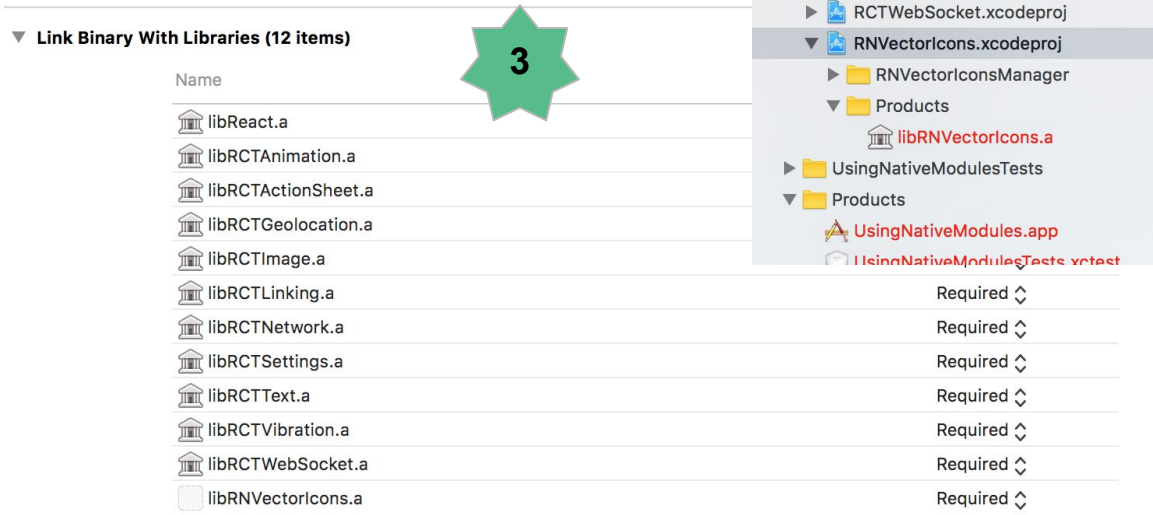 Link Binary With Libraries (12 items)
3
Name
libReact.a
libRCTAnimation.a
libRCTActionSheet.a
libRCTGeolocation.a
libRCTImage.a
libRCTLinking.a Required
libRCTNetwork.a Required
libRCTSettings.a Required
libRCTText.a Required
libRCTVibration.a Required
libRCTWebSocket.a Required
libRNVectorIcons.a Required
RCTWebSocket.xcodeproj
RNVectorIcons.xcodeproj
RNVectorIconsManager
Products
libRNVectorIcons.a
UsingNativeModulesTests
Products
UsingNativeModules.app
UsingNativeModulesTests.xctest